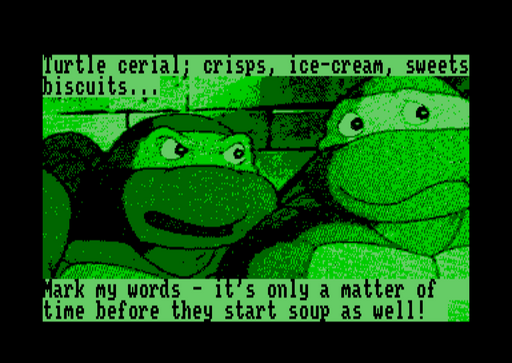 Turtle cerial; crisps, ice-cream, sweets
biscuits...
Mark my words - it's only a matter of
time before they start soup as well!